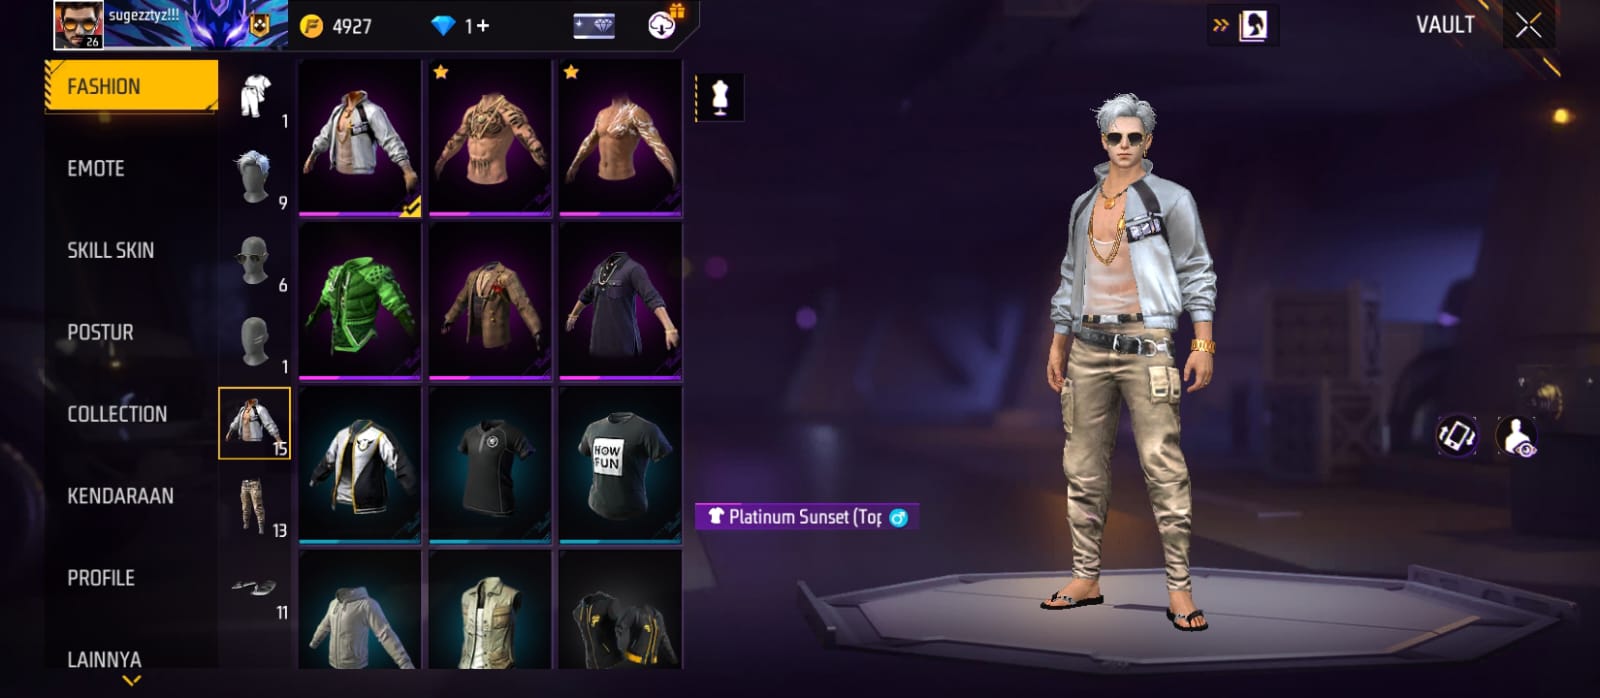 sugezztyz!!!
26
4927
1+
VAULT
FASHION
EMOTE
SKILL SKIN
POSTUR
COLLECTION
KENDARAAN
PROFILE
LAINNYA
1
9
6
1
15
13
11
HOW
FUN
Platinum Sunset (Top